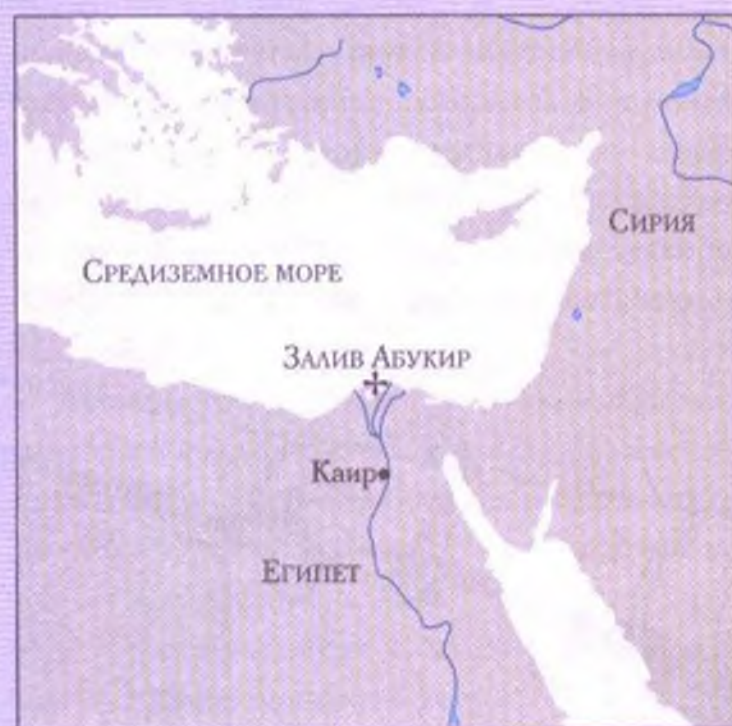 Сирия
Средиземное море
Залив Абукир
Каир
Египет